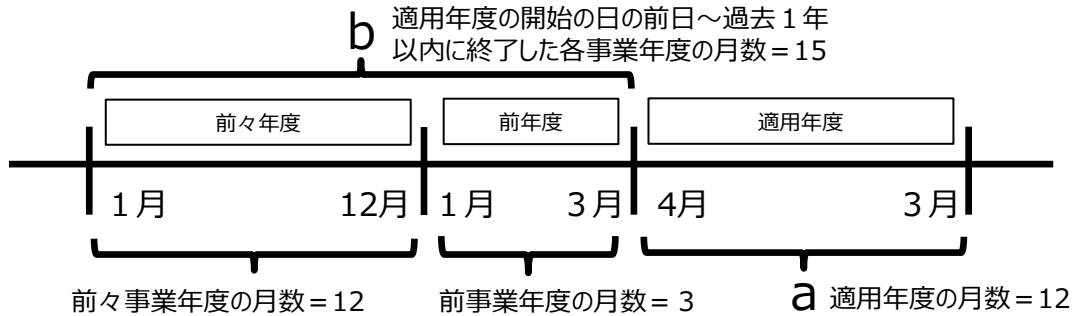 b 適用年度の開始の日の前日~過去１年
以内に終了した各事業年度の月数＝15
前々年度 前年度 適用年度
１月 12月 １月 ３月 4月 ３月
前々事業年度の月数＝12 前事業年度の月数＝３ a 適用年度の月数＝12